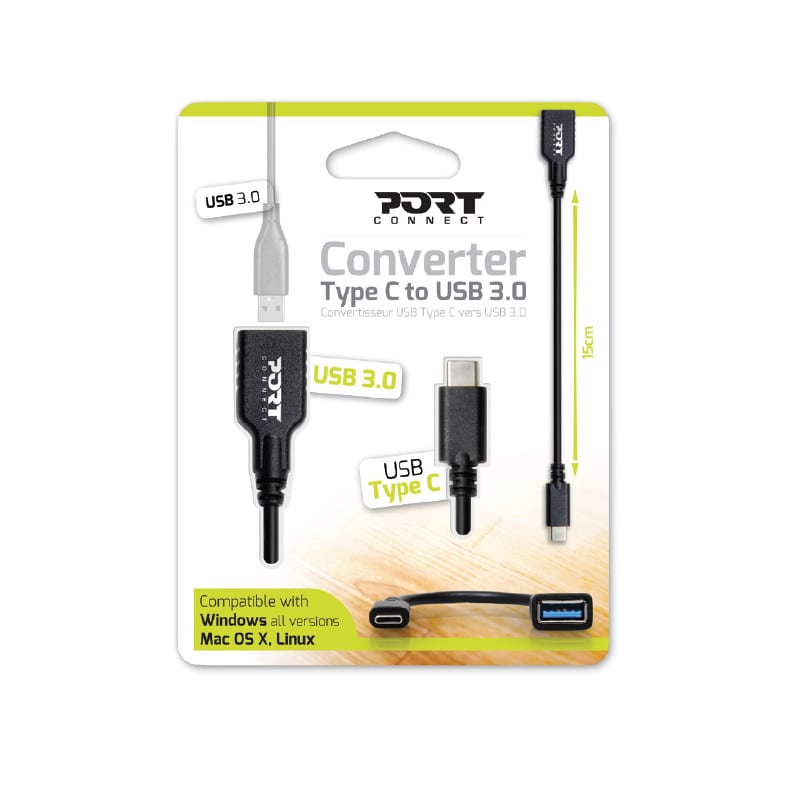 USB 3.0
PORT
CONNECT
Converter
Type C to USB 3.0
Convertisseur USB Type C vers USB 3.0
PORT
CONNECT
15cm
PORT
CONNECT
USB 3.0
USB
Type C
Compatible with
Windows all versions
Mac OS X, Linux